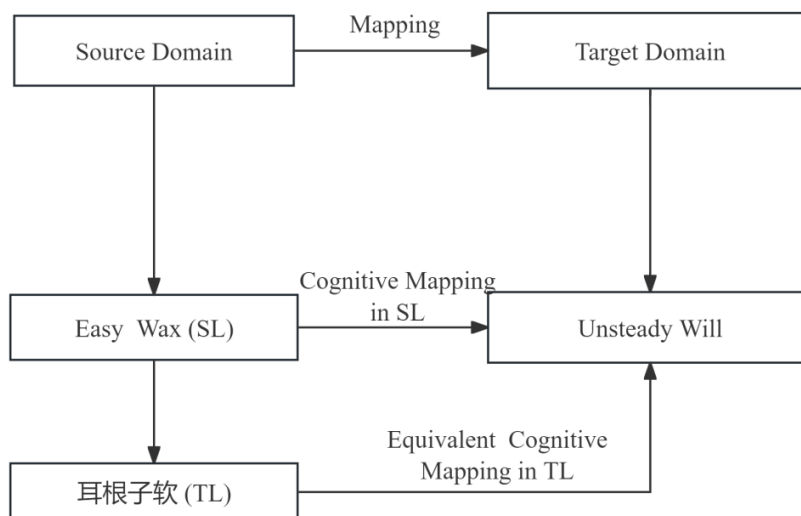 Mapping
Source Domain
Target Domain
Cognitive Mapping
in SL
Easy Wax (SL)
Unsteady Will
Equivalent Cognitive
Mapping in TL
耳根子软 (TL)